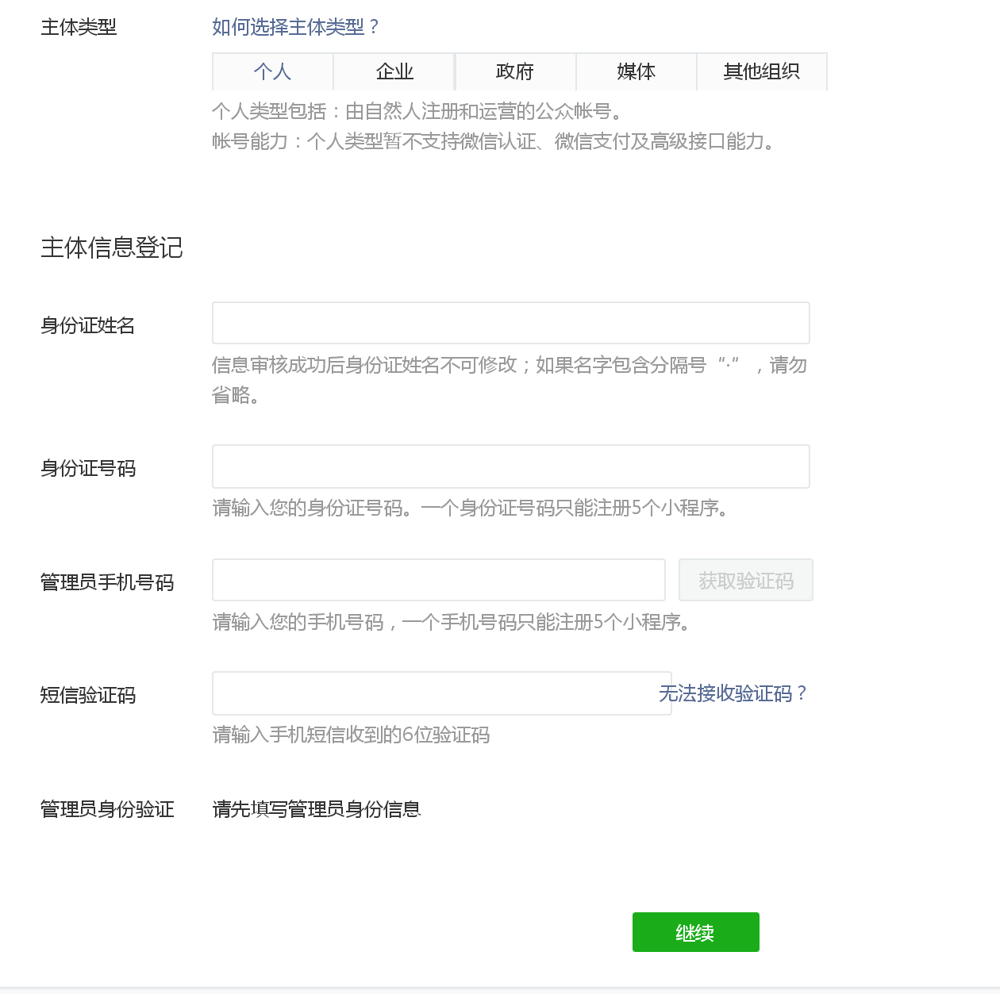 主体类型 如何选择主体类型？
个人 企业 政府 媒体 其他组织
个人类型包括：由自然人注册和运营的公众帐号。
帐号能力：个人类型暂不支持微信认证、微信支付及高级接口能力。
主体信息登记
身份证姓名
信息审核成功后身份证姓名不可修改；如果名字包含分隔号“·”，请勿
省略。
身份证号码
请输入您的身份证号码。一个身份证号码只能注册5个小程序。
管理员手机号码 获取验证码
请输入您的手机号码，一个手机号码只能注册5个小程序。
短信验证码 无法接收验证码？
请输入手机短信收到的6位验证码
管理员身份验证 请先填写管理员身份信息
继续